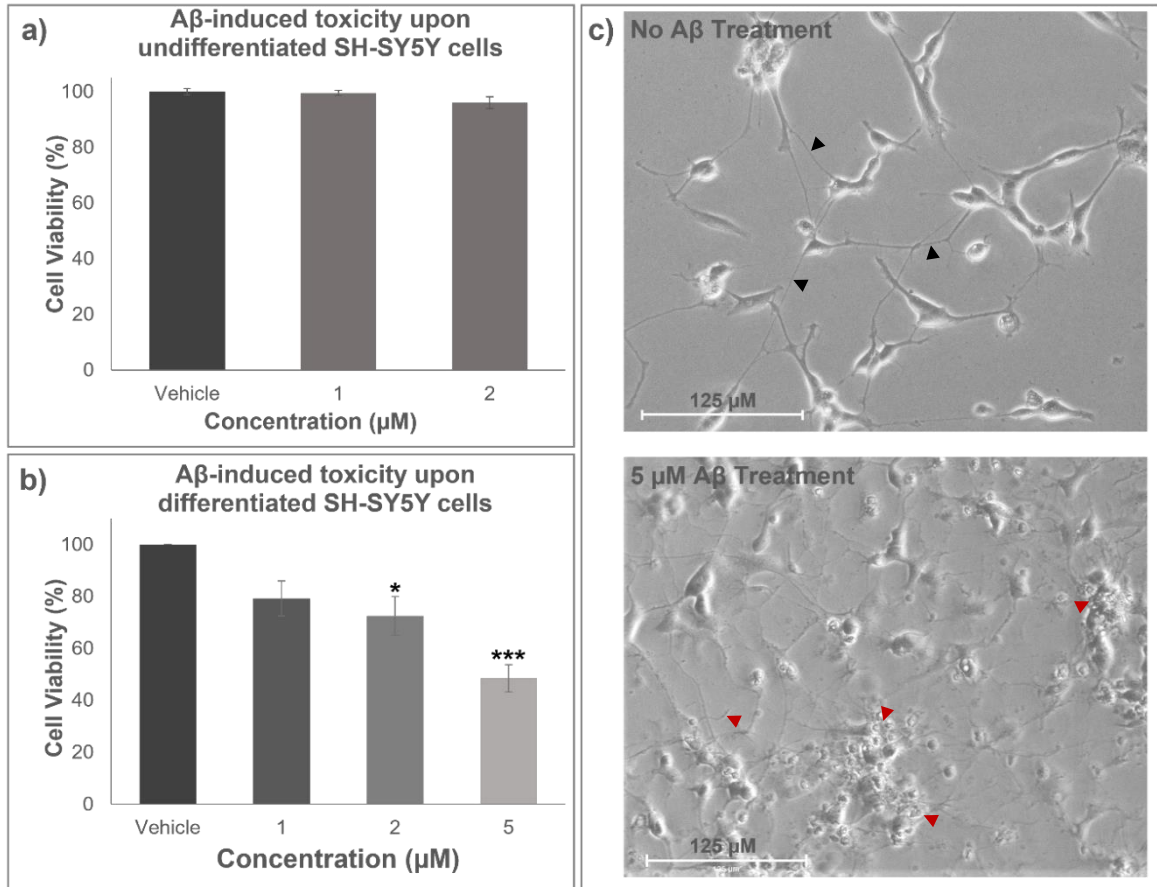 a)
Aβ-induced toxicity upon
undifferentiated SH-SY5Y cells
Cell Viability (%)
100
80
60
40
20
0
Vehicle
1
2
Concentration (µM)
b)
Aβ-induced toxicity upon
differentiated SH-SY5Y cells
Cell Viability (%)
100
80
60
40
20
0
*
***
Vehicle
1
2
5
Concentration (µM)
c)
No Aβ Treatment
125 µM
5 µM Aβ Treatment
125 µM
125 µm